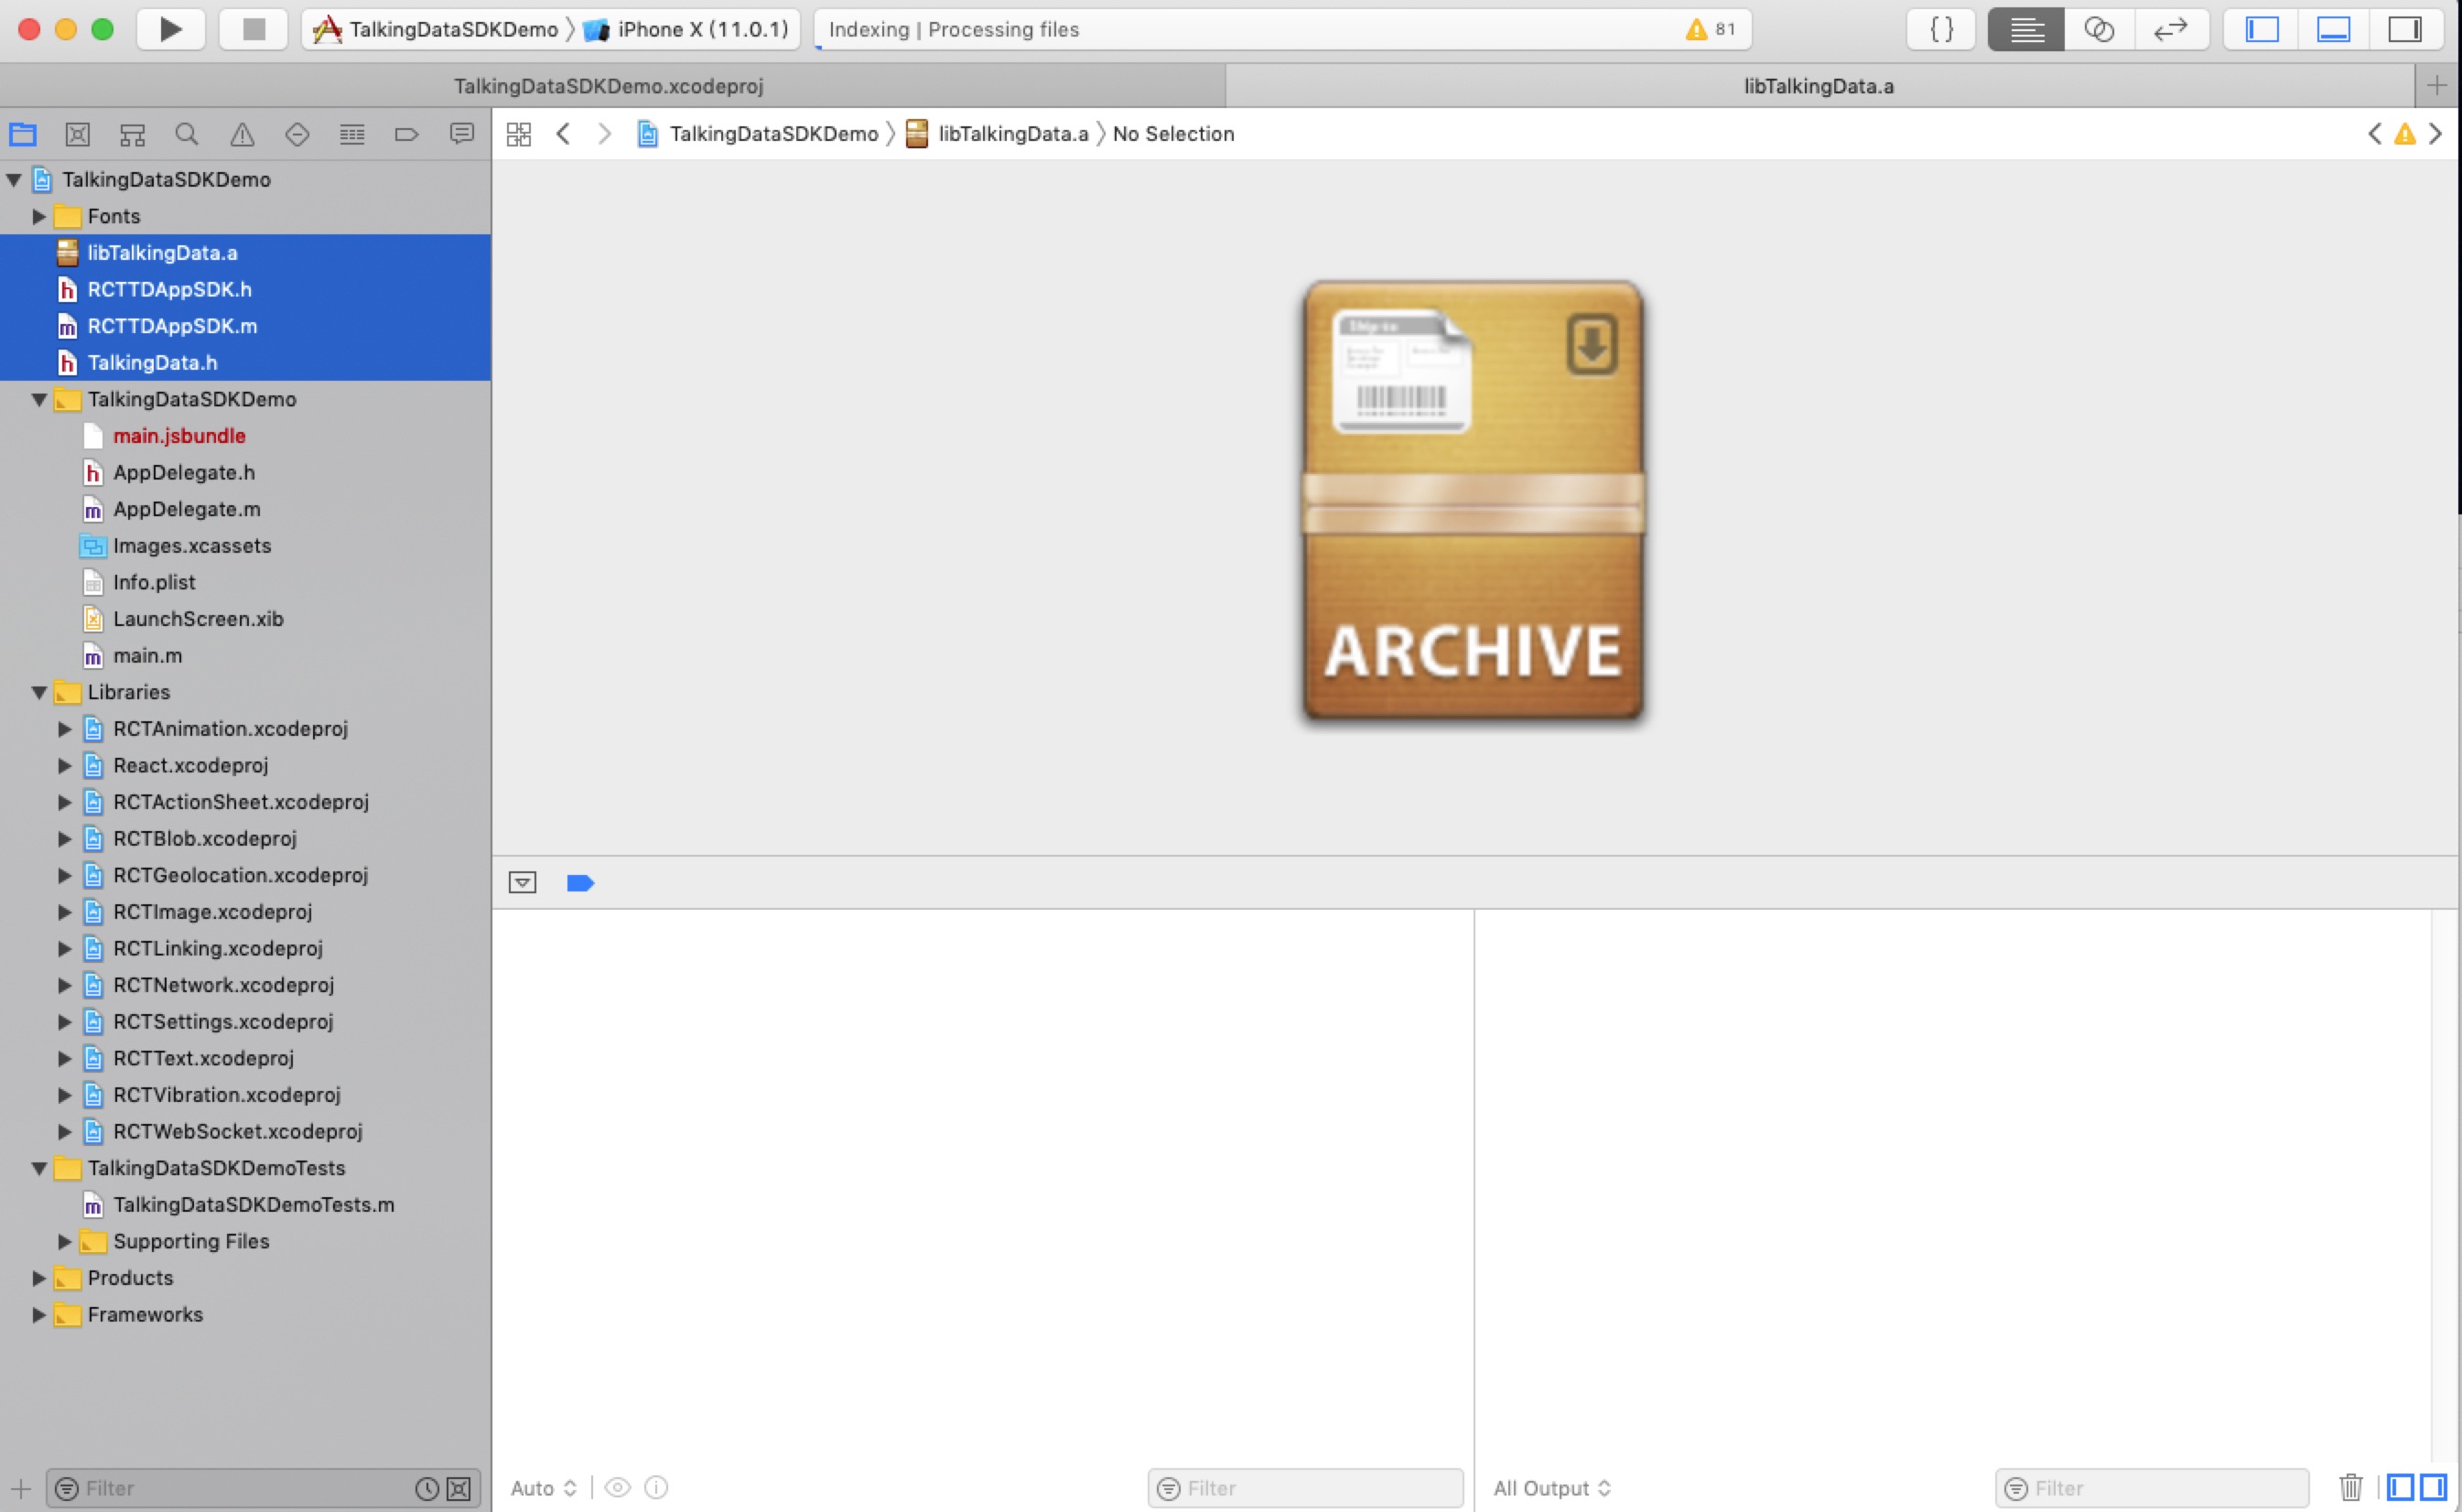 TalkingDataSDKDemo 〉 iPhone X (11.0.1)
Indexing | Processing files
81
{ }
TalkingDataSDKDemo.xcodeproj
libTalkingData.a
TalkingDataSDKDemo 〉 libTalkingData.a 〉 No Selection
TalkingDataSDKDemo
Fonts
libTalkingData.a
RCTTDAppSDK.h
RCTTDAppSDK.m
TalkingData.h
TalkingDataSDKDemo
main.jsbundle
AppDelegate.h
AppDelegate.m
Images.xcassets
Info.plist
LaunchScreen.xib
main.m
Libraries
RCTAnimation.xcodeproj
React.xcodeproj
RCTActionSheet.xcodeproj
RCTBlob.xcodeproj
RCTGeolocation.xcodeproj
RCTImage.xcodeproj
RCTLinking.xcodeproj
RCTNetwork.xcodeproj
RCTSettings.xcodeproj
RCTText.xcodeproj
RCTVibration.xcodeproj
RCTWebSocket.xcodeproj
TalkingDataSDKDemoTests
TalkingDataSDKDemoTests.m
Supporting Files
Products
Frameworks
Filter
Ship to
ARCHIVE
Auto
Filter
All Output
Filter